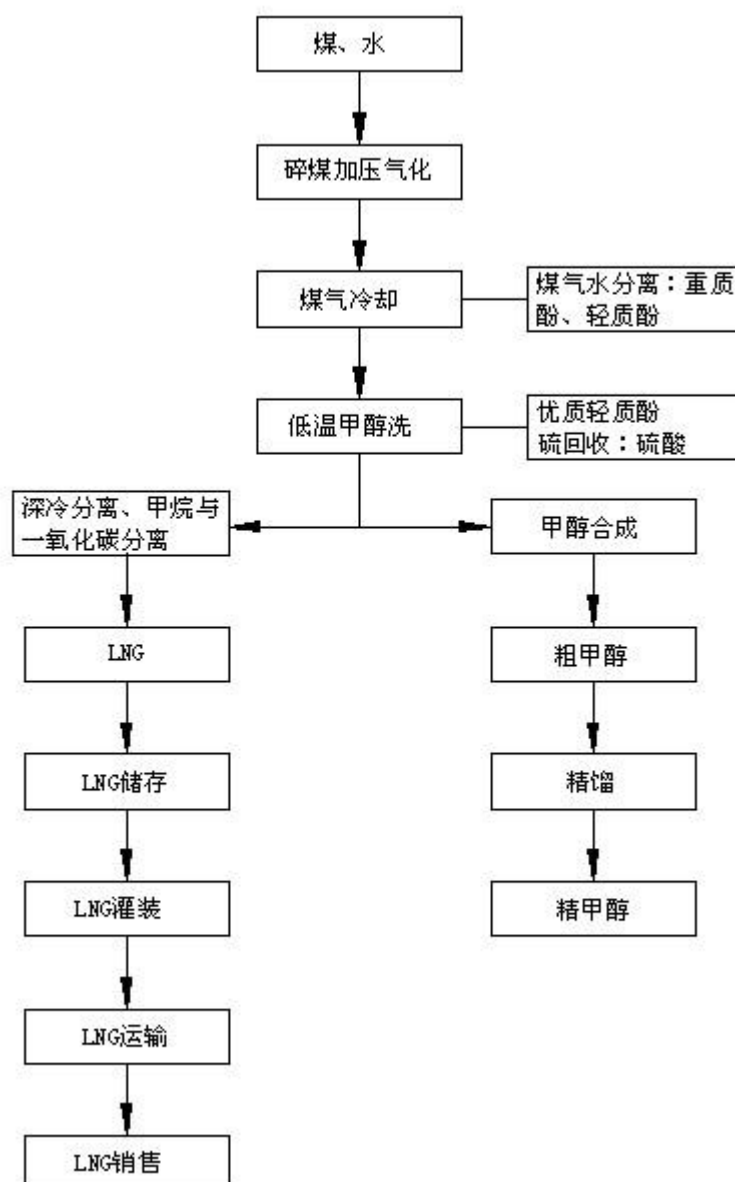 煤、水
碎煤加压气化
煤气冷却
煤气水分离：重质
酚、轻质酚
低温甲醇洗
优质轻质酚
硫回收：硫酸
深冷分离、甲烷与
一氧化碳分离
甲醇合成
LNG
粗甲醇
LNG储存
精馏
LNG灌装
精甲醇
LNG运输
LNG销售